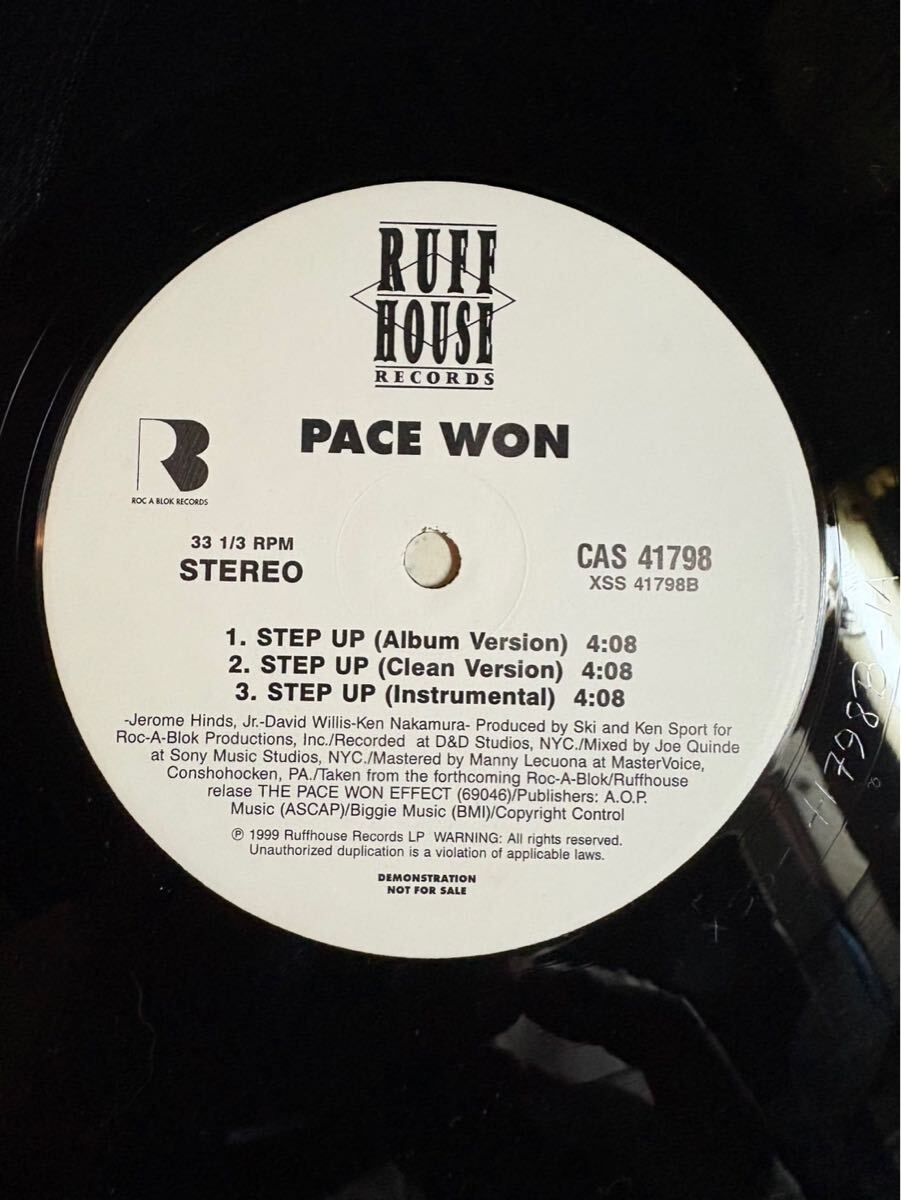 RUFF
HOUSE
RECORDS
PACE WON
ROC A BLOK RECORDS
33 1/3 RPM
STEREO
CAS 41798
XSS 41798B
1. STEP UP (Album Version) 4:08
2. STEP UP (Clean Version) 4:08
3. STEP UP (Instrumental) 4:08
-Jerome Hinds, Jr.-David Willis-Ken Nakamura- Produced by Ski and Ken Sport for
Roc-A-Blok Productions, Inc./Recorded at D&D Studios, NYC./Mixed by Joe Quinde
at Sony Music Studios, NYC./Mastered by Manny Lecuona at MasterVoice,
Conshohocken, PA./Taken from the forthcoming Roc-A-Blok/Ruffhouse
relase THE PACE WON EFFECT (69046)/Publishers: A.O.P.
Music (ASCAP)/Biggie Music (BMI)/Copyright Control
℗ 1999 Ruffhouse Records LP WARNING: All rights reserved.
Unauthorized duplication is a violation of applicable laws.
DEMONSTRATION
NOT FOR SALE
41798B-1A